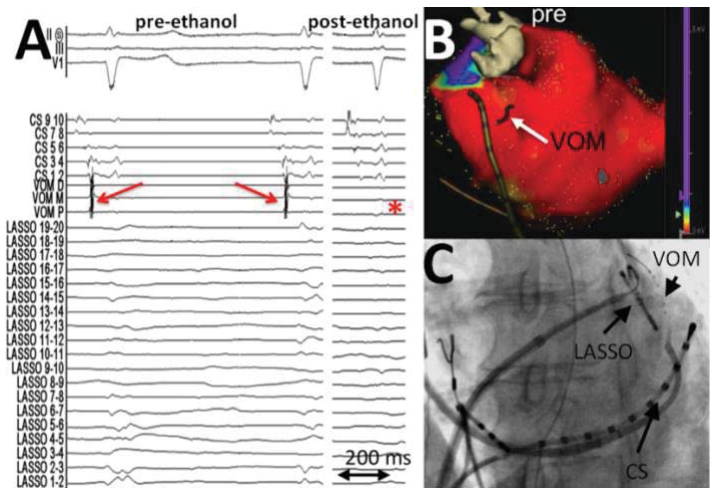 A
pre-ethanol
post-ethanol
II
III
V1
CS 9 10
CS 7 8
CS 5 6
CS 3 4
CS 1 2
VOM D
VOM M
VOM P
*
LASSO 19-20
LASSO 18-19
LASSO 17-18
LASSO 16-17
LASSO 15-16
LASSO 14-15
LASSO 13-14
LASSO 12-13
LASSO 11-12
LASSO 10-11
LASSO 9-10
LASSO 8-9
LASSO 7-8
LASSO 6-7
LASSO 5-6
LASSO 4-5
LASSO 3-4
LASSO 2-3
LASSO 1-2
200 ms
B
pre
VOM
C
VOM
LASSO
CS